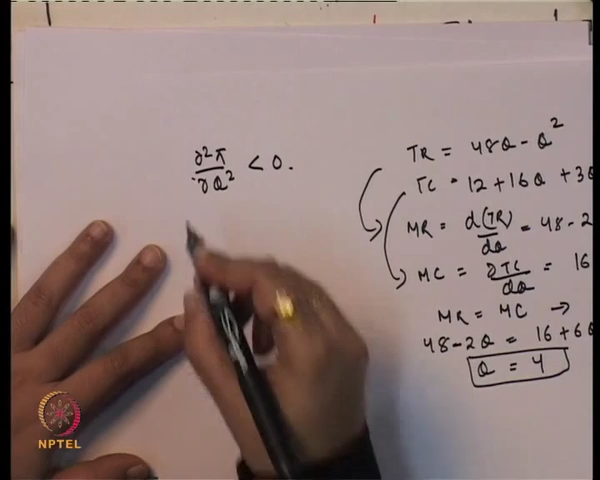 ∂²π/∂Q² < 0.
TR = 48Q - Q²
TC = 12 + 16Q + 3Q
MR = d(TR)/dQ = 48 - 2
MC = ∂TC/dQ = 16
MR = MC →
48 - 2Q = 16 + 6Q
Q = 4
NPTEL